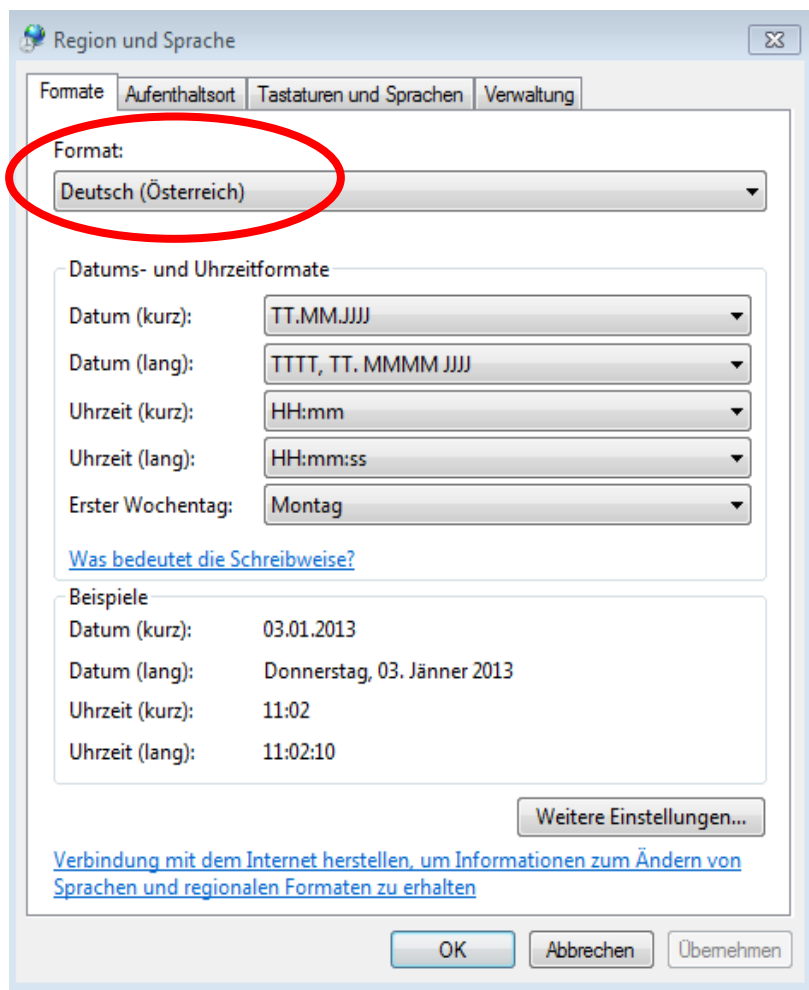 Region und Sprache
Formate Aufenthaltsort Tastaturen und Sprachen Verwaltung
Format:
Deutsch (Österreich)
Datums- und Uhrzeitformate
Datum (kurz): TT.MM.JJJJ
Datum (lang): TTTT, TT. MMMM JJJJ
Uhrzeit (kurz): HH:mm
Uhrzeit (lang): HH:mm:ss
Erster Wochentag: Montag
Was bedeutet die Schreibweise?
Beispiele
Datum (kurz): 03.01.2013
Datum (lang): Donnerstag, 03. Jänner 2013
Uhrzeit (kurz): 11:02
Uhrzeit (lang): 11:02:10
Weitere Einstellungen...
Verbindung mit dem Internet herstellen, um Informationen zum Ändern von
Sprachen und regionalen Formaten zu erhalten
OK Abbrechen Übernehmen